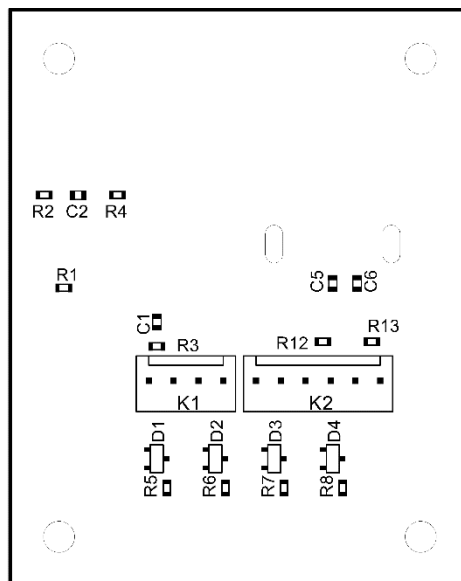 R2 C2 R4
R1
C5 C6
C1
R3
R12
R13
K1 K2
D1 D2 D3 D4
R5 R6 R7 R8